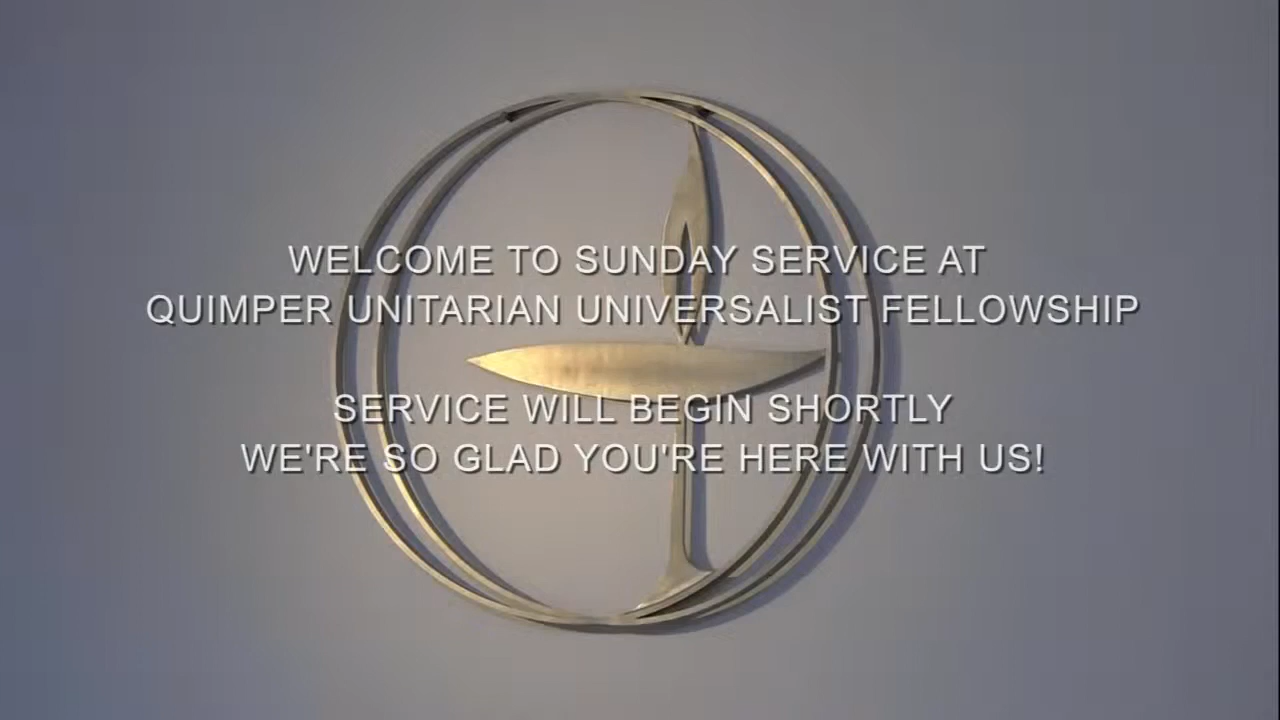 WELCOME TO SUNDAY SERVICE AT
QUIMPER UNITARIAN UNIVERSALIST FELLOWSHIP
SERVICE WILL BEGIN SHORTLY
WE'RE SO GLAD YOU'RE HERE WITH US!